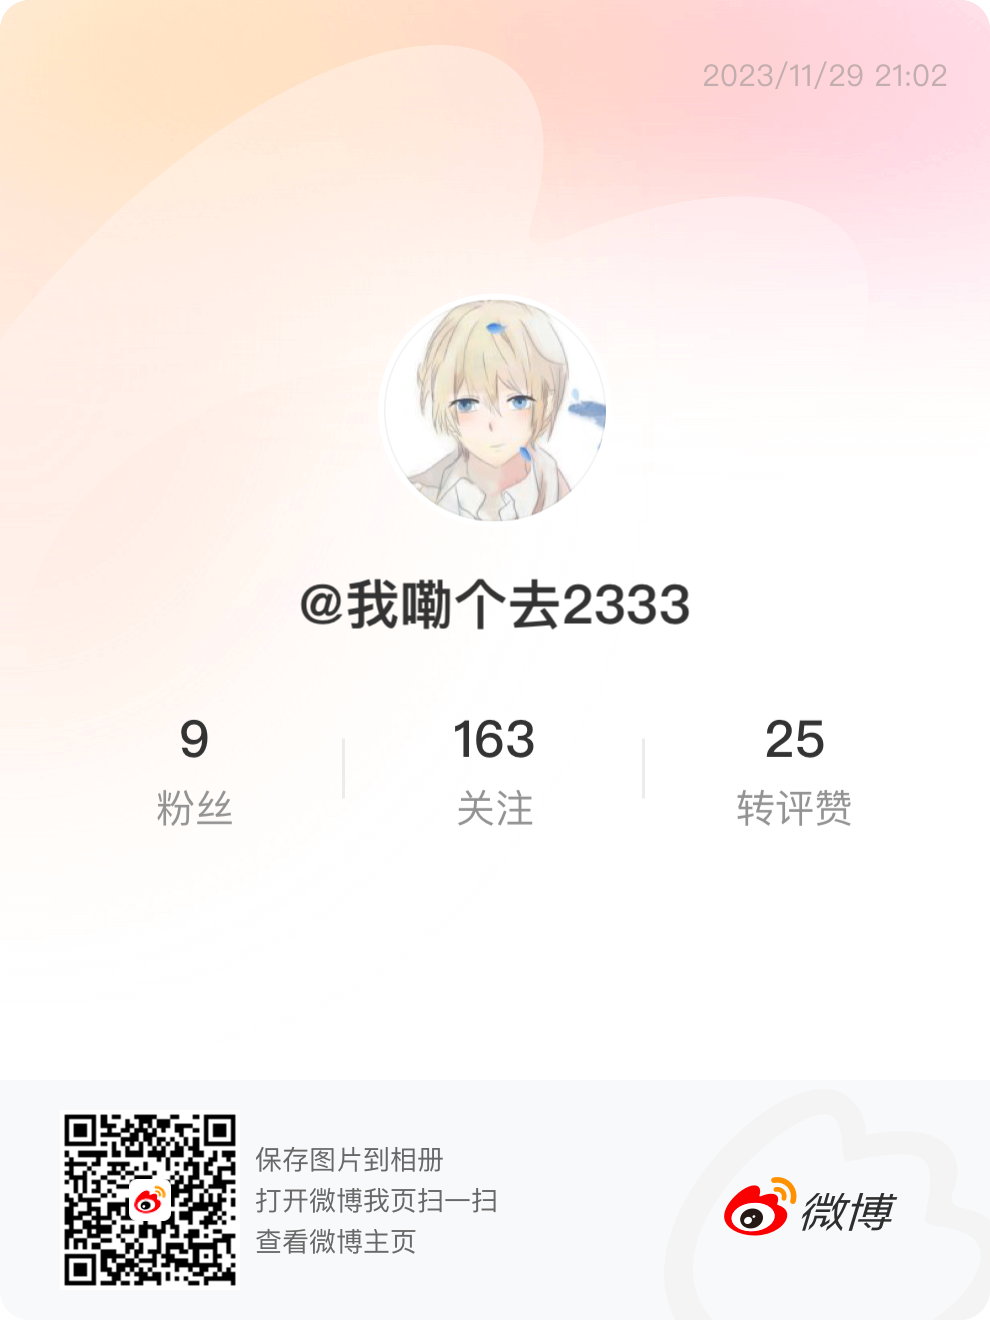 2023/11/29 21:02
@我嘞个去2333
9
粉丝
163
关注
25
转评赞
保存图片到相册
打开微博我页扫一扫
查看微博主页
微博